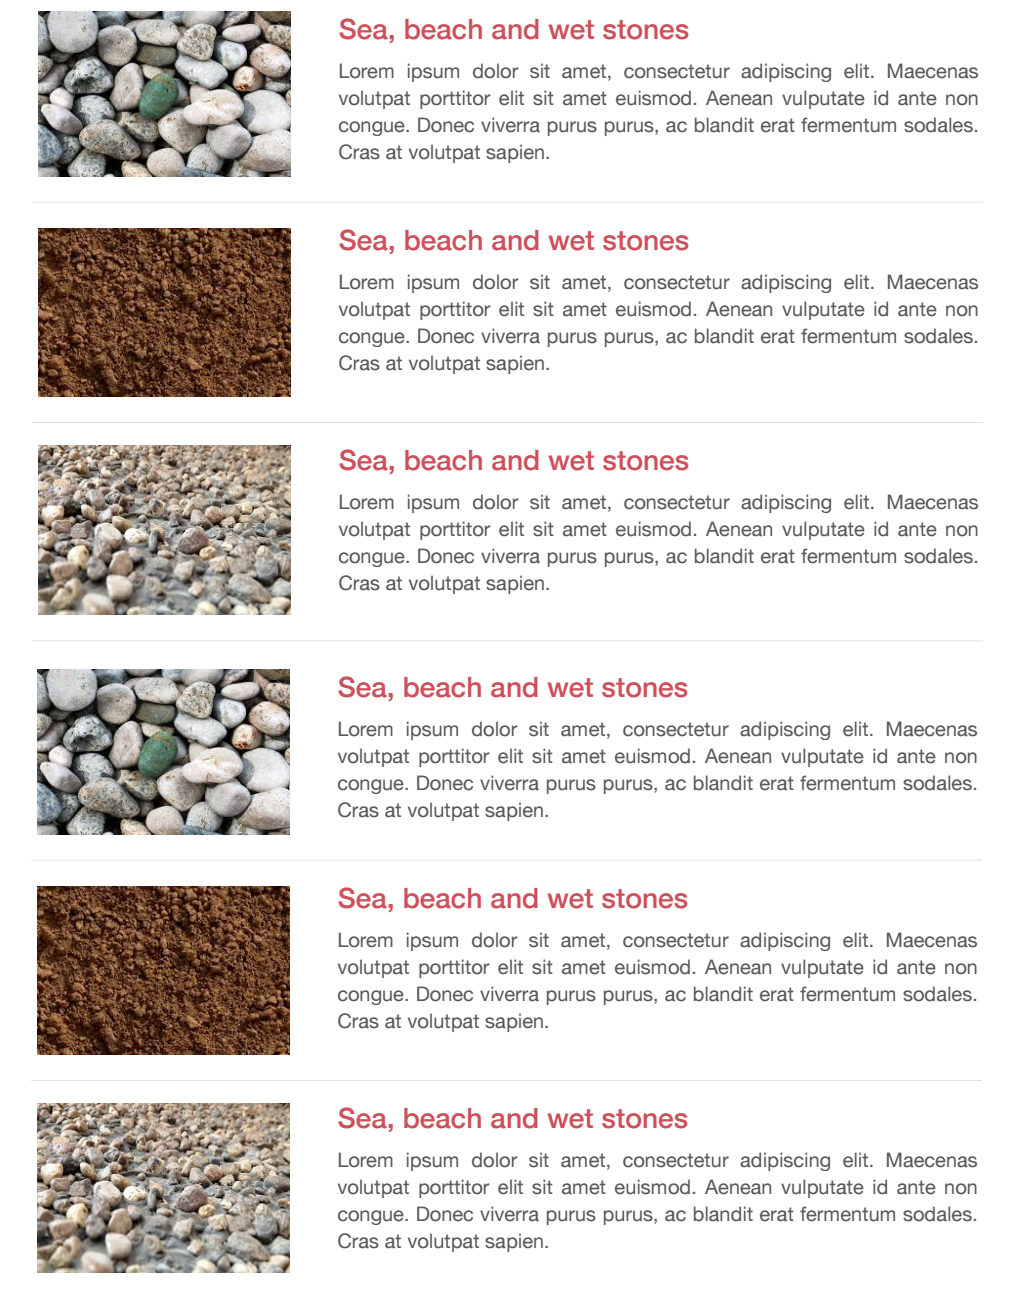 Sea, beach and wet stones
Lorem ipsum dolor sit amet, consectetur adipiscing elit. Maecenas
volutpat porttitor elit sit amet euismod. Aenean vulputate id ante non
congue. Donec viverra purus purus, ac blandit erat fermentum sodales.
Cras at volutpat sapien.
Sea, beach and wet stones
Lorem ipsum dolor sit amet, consectetur adipiscing elit. Maecenas
volutpat porttitor elit sit amet euismod. Aenean vulputate id ante non
congue. Donec viverra purus purus, ac blandit erat fermentum sodales.
Cras at volutpat sapien.
Sea, beach and wet stones
Lorem ipsum dolor sit amet, consectetur adipiscing elit. Maecenas
volutpat porttitor elit sit amet euismod. Aenean vulputate id ante non
congue. Donec viverra purus purus, ac blandit erat fermentum sodales.
Cras at volutpat sapien.
Sea, beach and wet stones
Lorem ipsum dolor sit amet, consectetur adipiscing elit. Maecenas
volutpat porttitor elit sit amet euismod. Aenean vulputate id ante non
congue. Donec viverra purus purus, ac blandit erat fermentum sodales.
Cras at volutpat sapien.
Sea, beach and wet stones
Lorem ipsum dolor sit amet, consectetur adipiscing elit. Maecenas
volutpat porttitor elit sit amet euismod. Aenean vulputate id ante non
congue. Donec viverra purus purus, ac blandit erat fermentum sodales.
Cras at volutpat sapien.
Sea, beach and wet stones
Lorem ipsum dolor sit amet, consectetur adipiscing elit. Maecenas
volutpat porttitor elit sit amet euismod. Aenean vulputate id ante non
congue. Donec viverra purus purus, ac blandit erat fermentum sodales.
Cras at volutpat sapien.